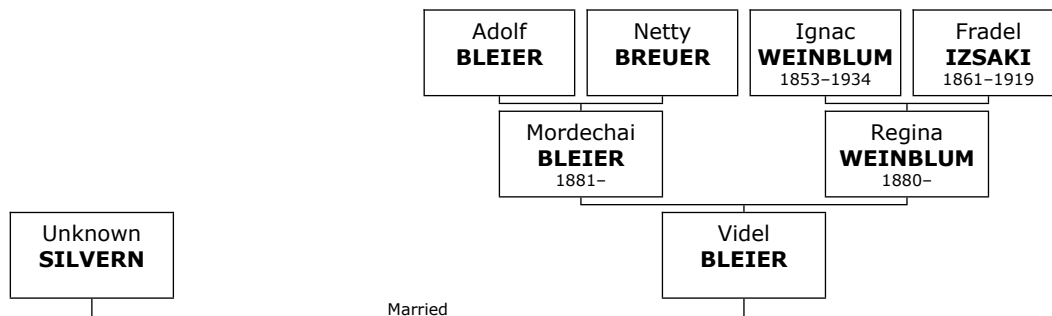 Adolf
BLEIER
Netty
BREUER
Ignac
WEINBLUM
1853–1934
Fradel
IZSAKI
1861–1919
Mordechai
BLEIER
1881–
Regina
WEINBLUM
1880–
Unknown
SILVERN
Videl
BLEIER
Married